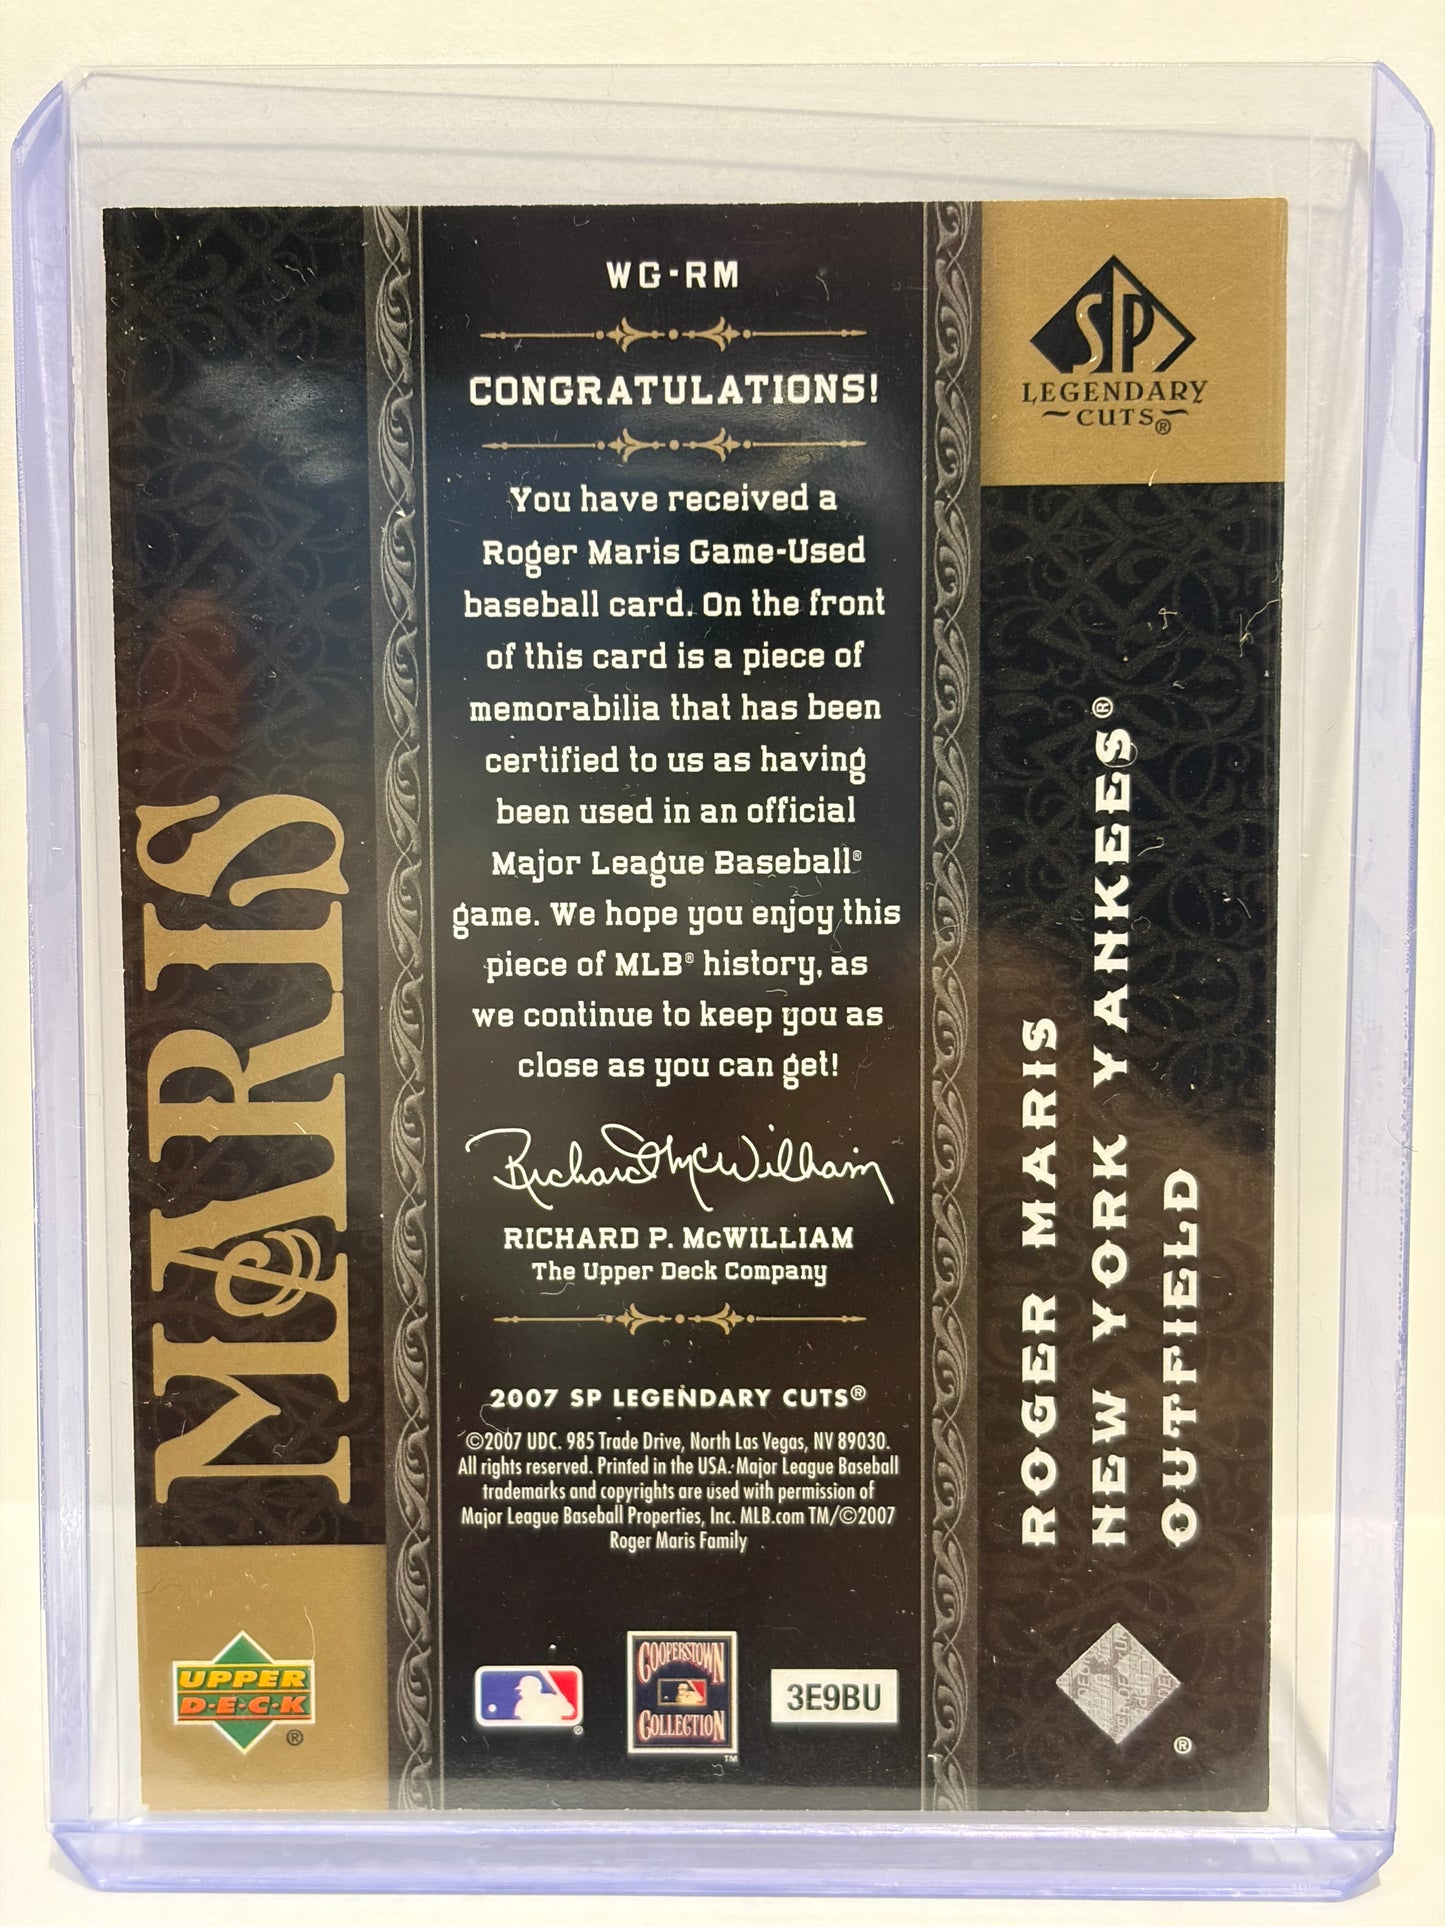 WG-RM
CONGRATULATIONS!
You have received a
Roger Maris Game-Used
baseball card. On the front
of this card is a piece of
memorabilia that has been
certified to us as having
been used in an official
Major League Baseball®
game. We hope you enjoy this
piece of MLB® history, as
we continue to keep you as
close as you can get!
Richard P. McWilliam
RICHARD P. McWILLIAM
The Upper Deck Company
2007 SP LEGENDARY CUTS®
©2007 UDC. 985 Trade Drive, North Las Vegas, NV 89030.
All rights reserved. Printed in the USA. Major League Baseball
trademarks and copyrights are used with permission of
Major League Baseball Properties, Inc. MLB.com TM/©2007
Roger Maris Family
®
COOPERSTOWN
COLLECTION
TM
3E9BU
MARIS
UPPER
D·E·C·K
®
SP
LEGENDARY
~CUTS~®
ROGER MARIS
NEW YORK YANKEES®
OUTFIELD
®